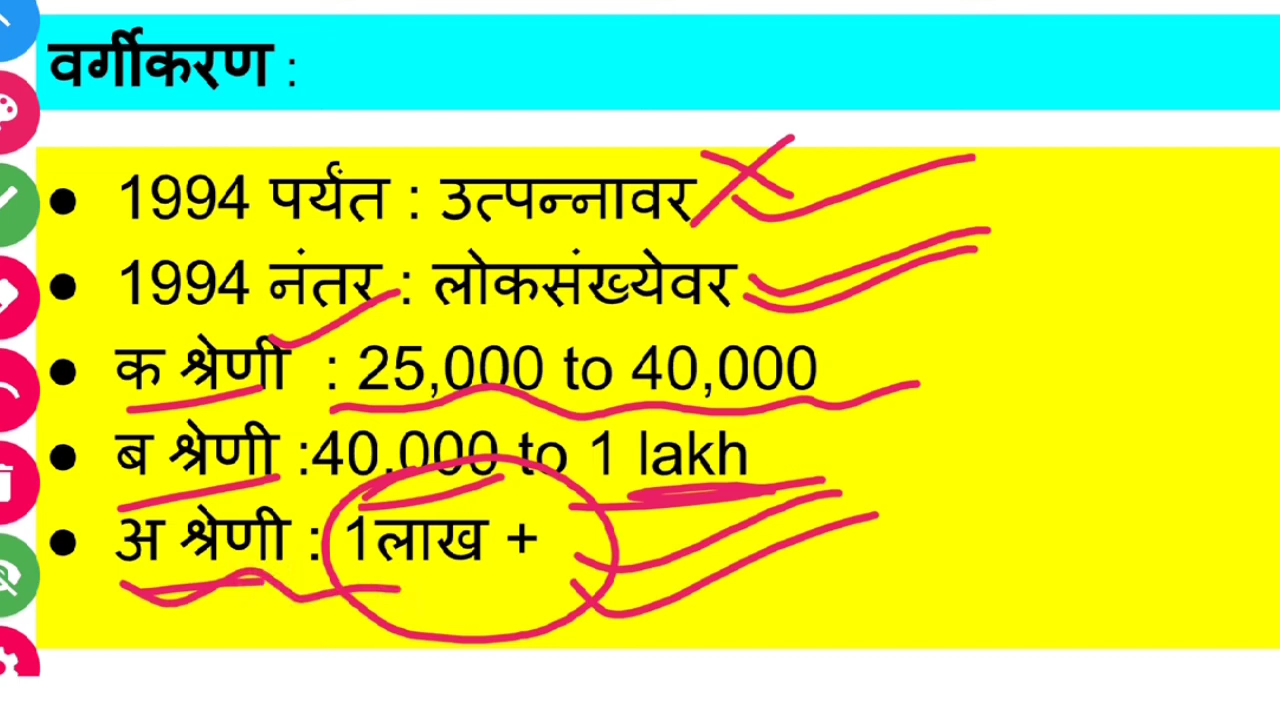 वर्गीकरण :
● 1994 पर्यंत : उत्पन्नावर
● 1994 नंतर : लोकसंख्येवर
● क श्रेणी : 25,000 to 40,000
● ब श्रेणी :40,000 to 1 lakh
● अ श्रेणी : 1लाख +